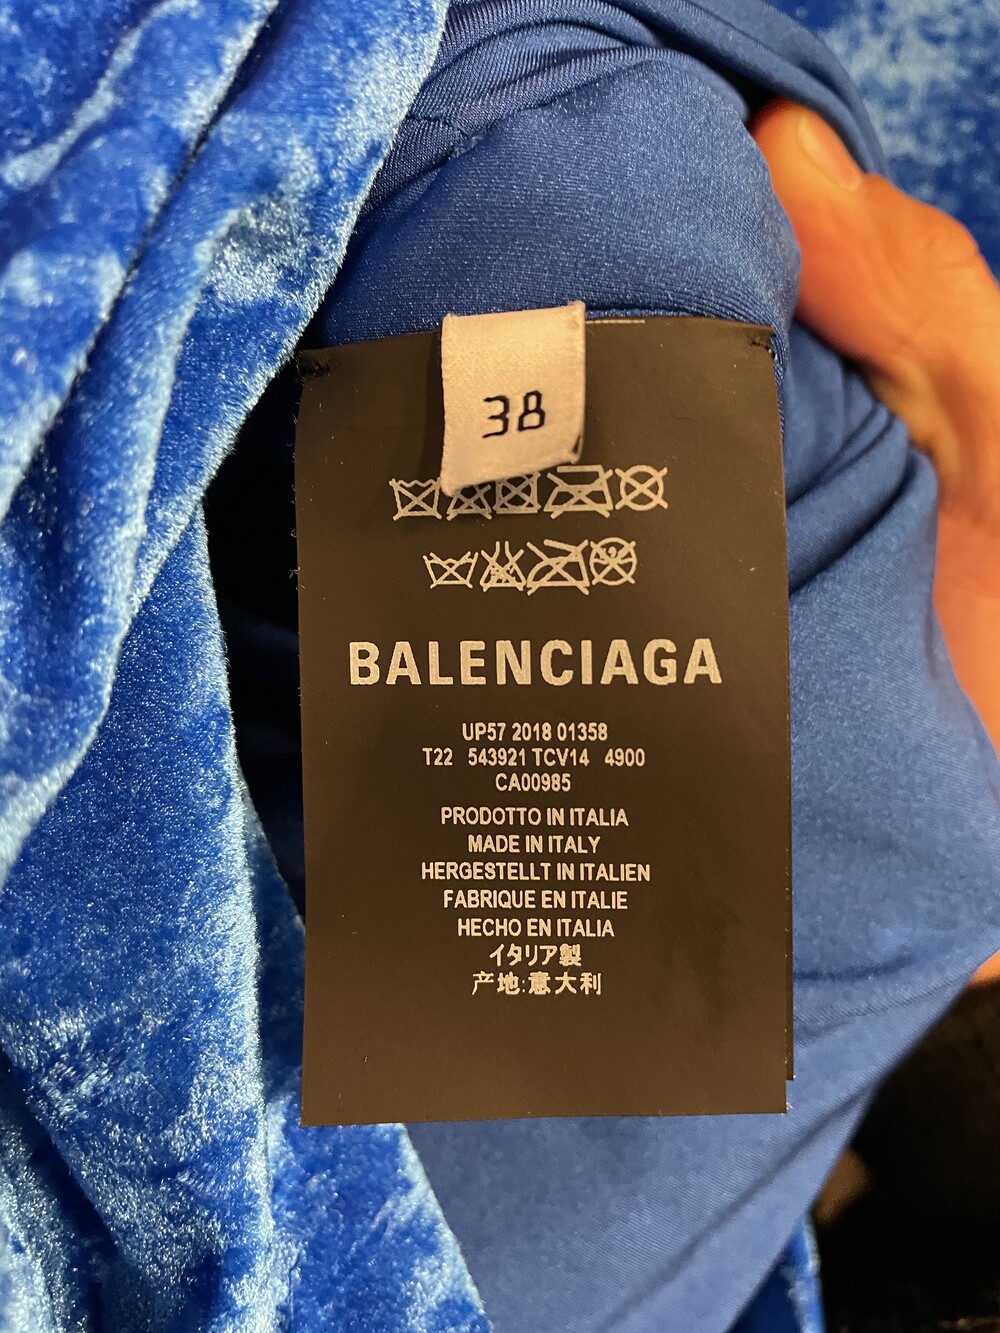 38
BALENCIAGA
UP57 2018 01358
T22 543921 TCV14 4900
CA00985
PRODOTTO IN ITALIA
MADE IN ITALY
HERGESTELLT IN ITALIEN
FABRIQUE EN ITALIE
HECHO EN ITALIA
イタリア製
产地:意大利